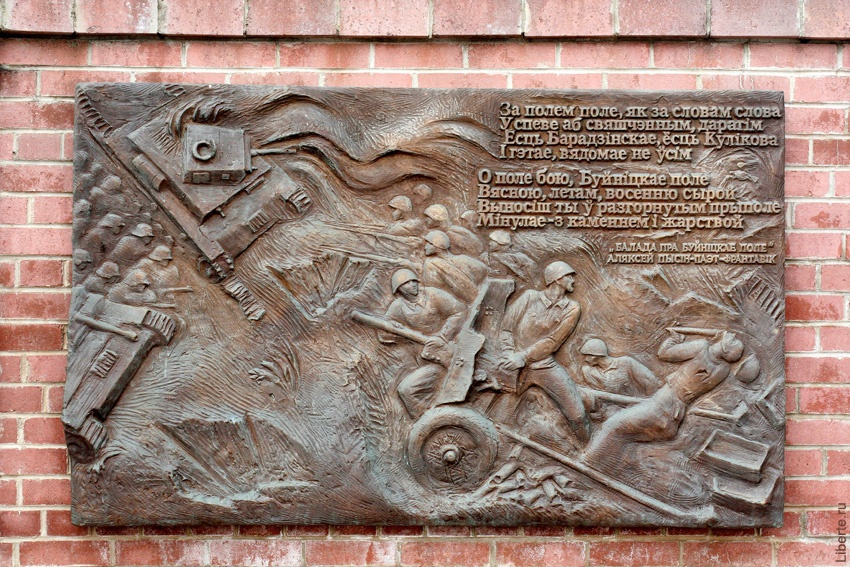 За полем поле, як за словам слова
У спеве аб свяшчэнным, дарагім
Ёсць Барадзінскае, ёсць Кулікова
І гэтае, вядомае не ўсім
О поле бою, Буйніцкае поле
Вясною, летам, восенню сырой
Выносіш ты ў разгорнутым прыполе
Мінулае-з каменнем і жарствой
„БАЛАДА ПРА БУЙНІЦКАЕ ПОЛЕ"
АЛЯКСЕЙ ПЫСІН-ПАЭТ-ФРАНТАВІК
Liberte.ru